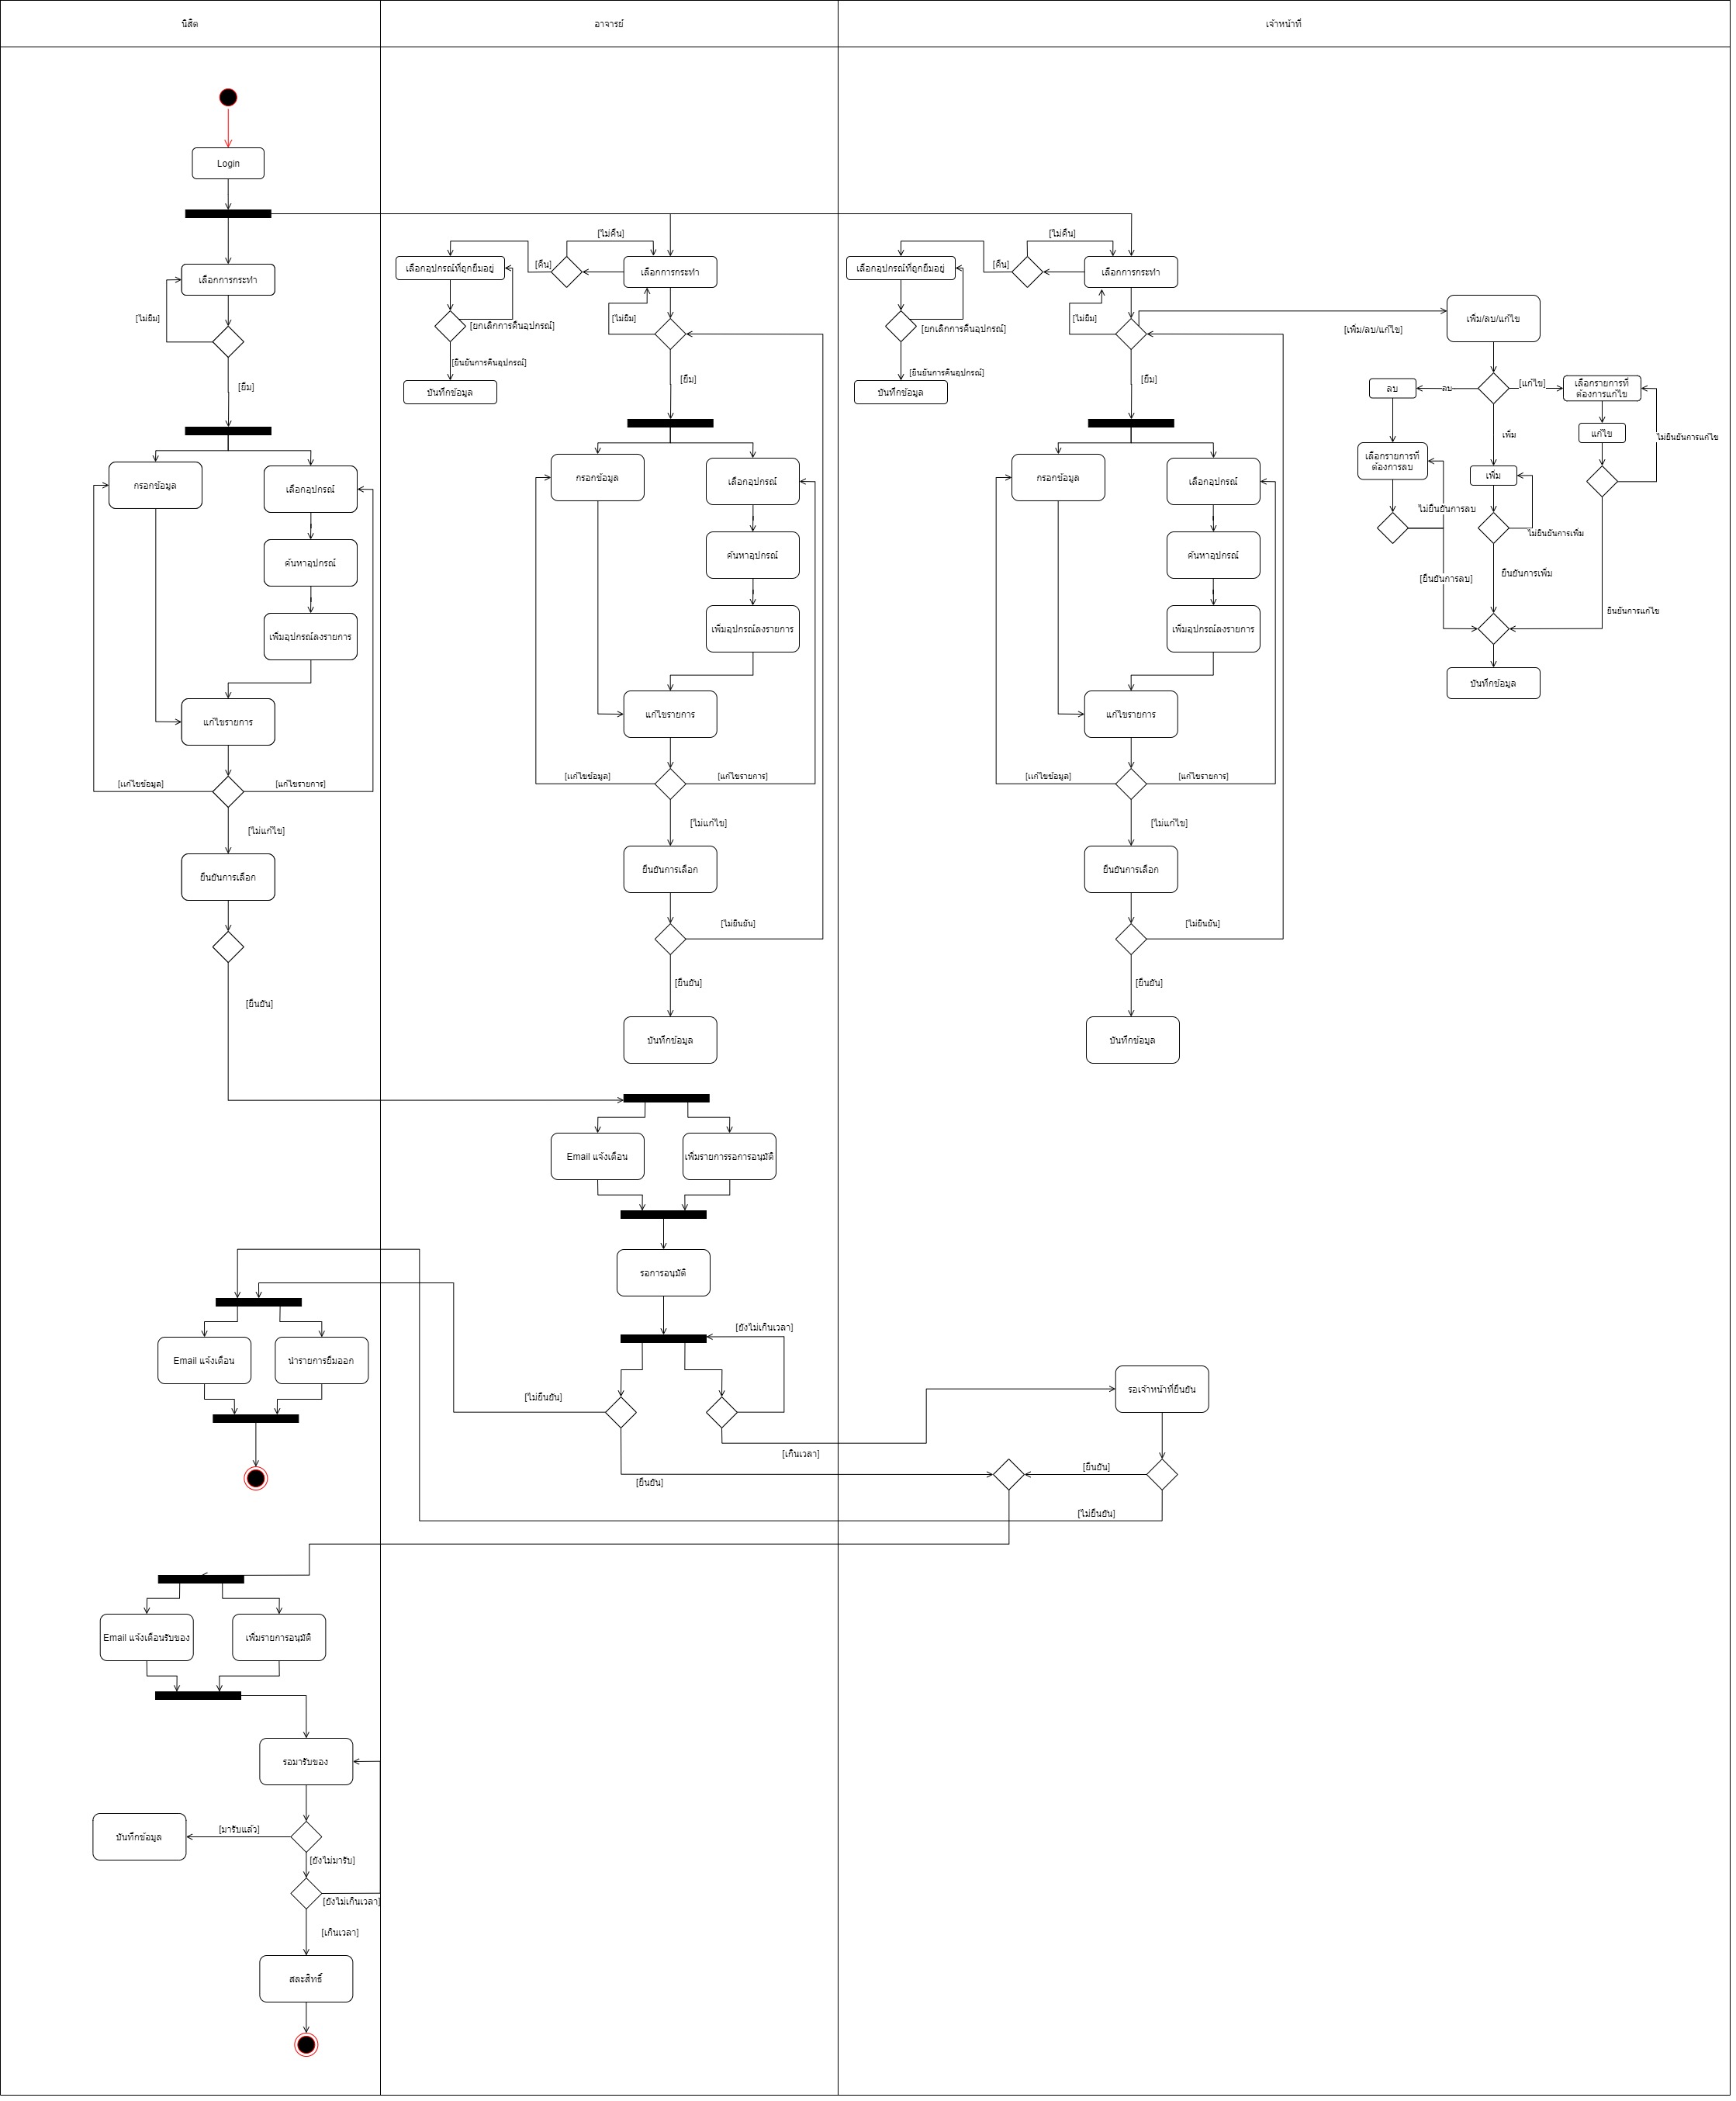 นิสิต
อาจารย์
เจ้าหน้าที่
Login
เลือกการกระทำ
[ไม่ยืม]
[ยืม]
กรอกข้อมูล
เลือกอุปกรณ์
ค้นหาอุปกรณ์
เพิ่มอุปกรณ์ลงรายการ
แก้ไขรายการ
[แก้ไขข้อมูล]
[แก้ไขรายการ]
[ไม่แก้ไข]
ยืนยันการเลือก
[ยืนยัน]
[ไม่คืน]
เลือกอุปกรณ์ที่ถูกยืมอยู่
[คืน]
เลือกการกระทำ
[ยกเลิกการคืนอุปกรณ์]
[ไม่ยืม]
[ยืนยันการคืนอุปกรณ์]
บันทึกข้อมูล
[ยืม]
กรอกข้อมูล
เลือกอุปกรณ์
ค้นหาอุปกรณ์
เพิ่มอุปกรณ์ลงรายการ
แก้ไขรายการ
[แก้ไขข้อมูล]
[แก้ไขรายการ]
[ไม่แก้ไข]
ยืนยันการเลือก
[ไม่ยืนยัน]
[ยืนยัน]
บันทึกข้อมูล
[ไม่คืน]
เลือกอุปกรณ์ที่ถูกยืมอยู่
[คืน]
เลือกการกระทำ
[ยกเลิกการคืนอุปกรณ์]
[ไม่ยืม]
[ยืนยันการคืนอุปกรณ์]
บันทึกข้อมูล
[ยืม]
กรอกข้อมูล
เลือกอุปกรณ์
ค้นหาอุปกรณ์
เพิ่มอุปกรณ์ลงรายการ
แก้ไขรายการ
[แก้ไขข้อมูล]
[แก้ไขรายการ]
[ไม่แก้ไข]
ยืนยันการเลือก
[ไม่ยืนยัน]
[ยืนยัน]
บันทึกข้อมูล
[เพิ่ม/ลบ/แก้ไข]
เพิ่ม/ลบ/แก้ไข
ลบ
ลบ
[แก้ไข]
เลือกรายการที่
ต้องการแก้ไข
เพิ่ม
แก้ไข
ไม่ยืนยันการแก้ไข
เลือกรายการที่
ต้องการลบ
เพิ่ม
ไม่ยืนยันการลบ
ไม่ยืนยันการเพิ่ม
[ยืนยันการลบ]
ยืนยันการเพิ่ม
ยืนยันการแก้ไข
บันทึกข้อมูล
Email แจ้งเตือน
เพิ่มรายการรอการอนุมัติ
รอการอนุมัติ
[ยังไม่เกินเวลา]
Email แจ้งเตือน
นำรายการยืมออก
[ไม่ยืนยัน]
รอเจ้าหน้าที่ยืนยัน
[เกินเวลา]
[ยืนยัน]
[ยืนยัน]
[ไม่ยืนยัน]
Email แจ้งเตือนรับของ
เพิ่มรายการอนุมัติ
รอมารับของ
[มารับแล้ว]
บันทึกข้อมูล
[ยังไม่มารับ]
[ยังไม่เกินเวลา]
[เกินเวลา]
สละสิทธิ์